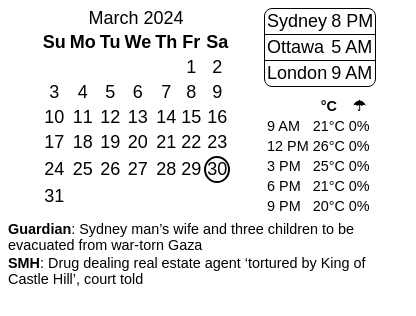 March 2024
Su Mo Tu We Th Fr Sa
1 2
3 4 5 6 7 8 9
10 11 12 13 14 15 16
17 18 19 20 21 22 23
24 25 26 27 28 29 30
31
Sydney 8 PM
Ottawa 5 AM
London 9 AM
°C ☂
9 AM 21°C 0%
12 PM 26°C 0%
3 PM 25°C 0%
6 PM 21°C 0%
9 PM 20°C 0%
Guardian: Sydney man’s wife and three children to be
evacuated from war-torn Gaza
SMH: Drug dealing real estate agent ‘tortured by King of
Castle Hill’, court told